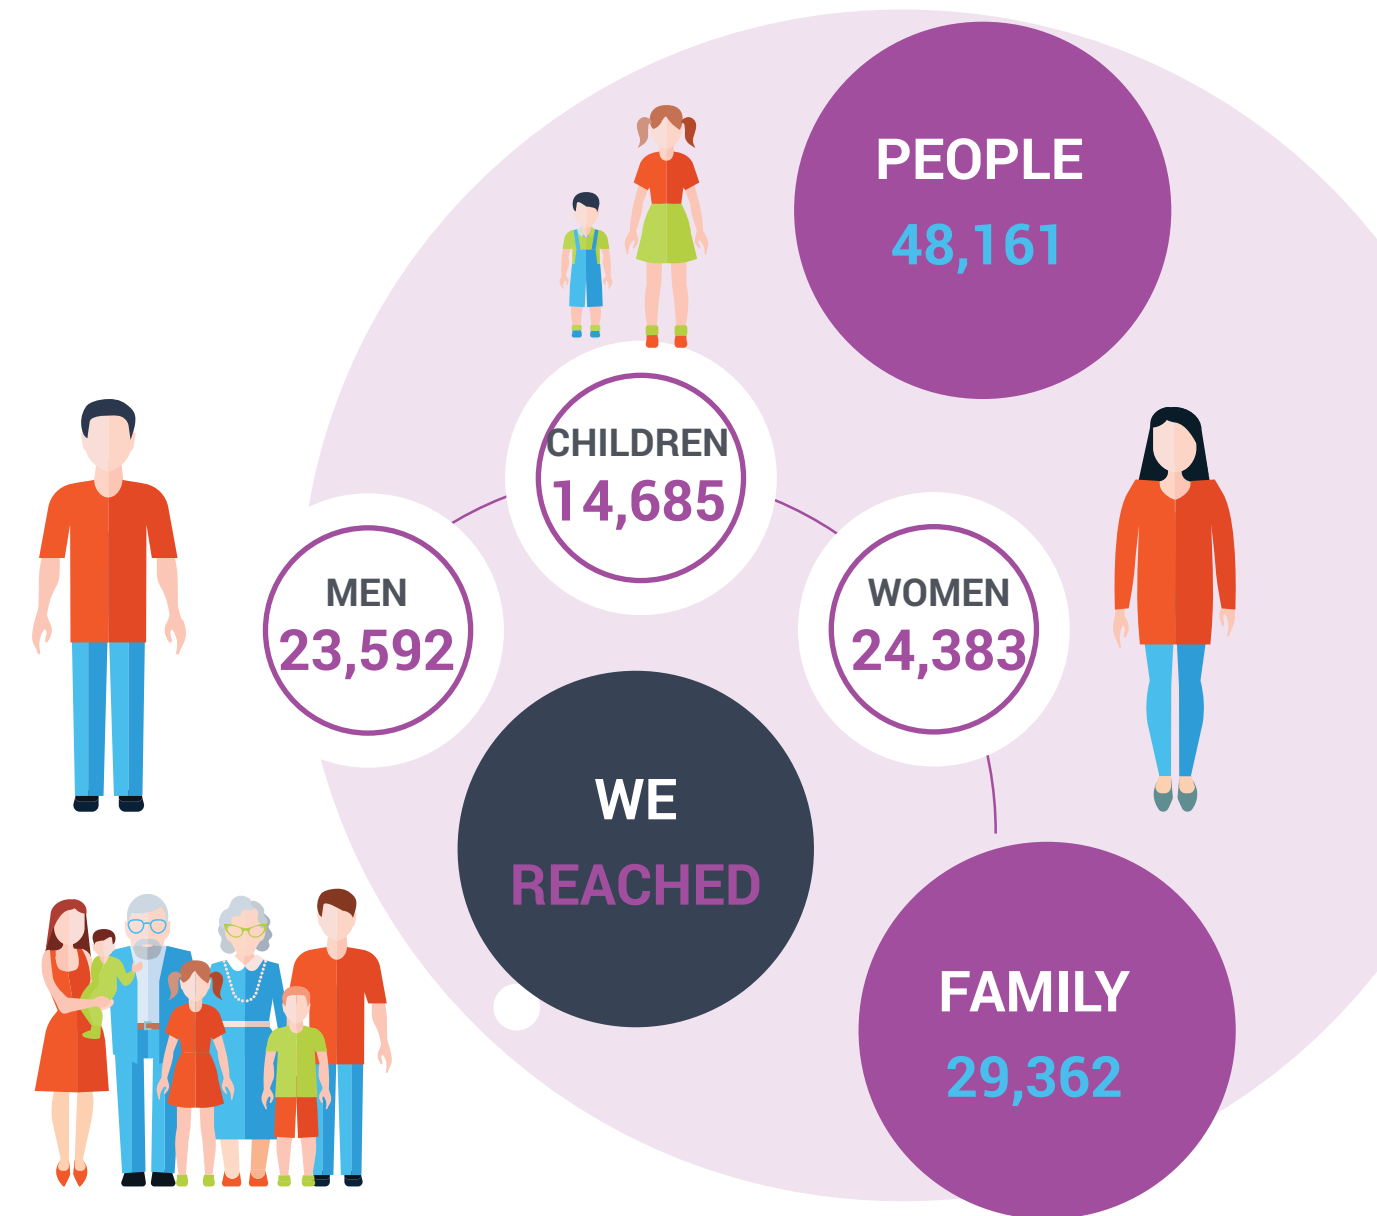 PEOPLE
48,161
CHILDREN
14,685
MEN
23,592
WOMEN
24,383
WE
REACHED
FAMILY
29,362